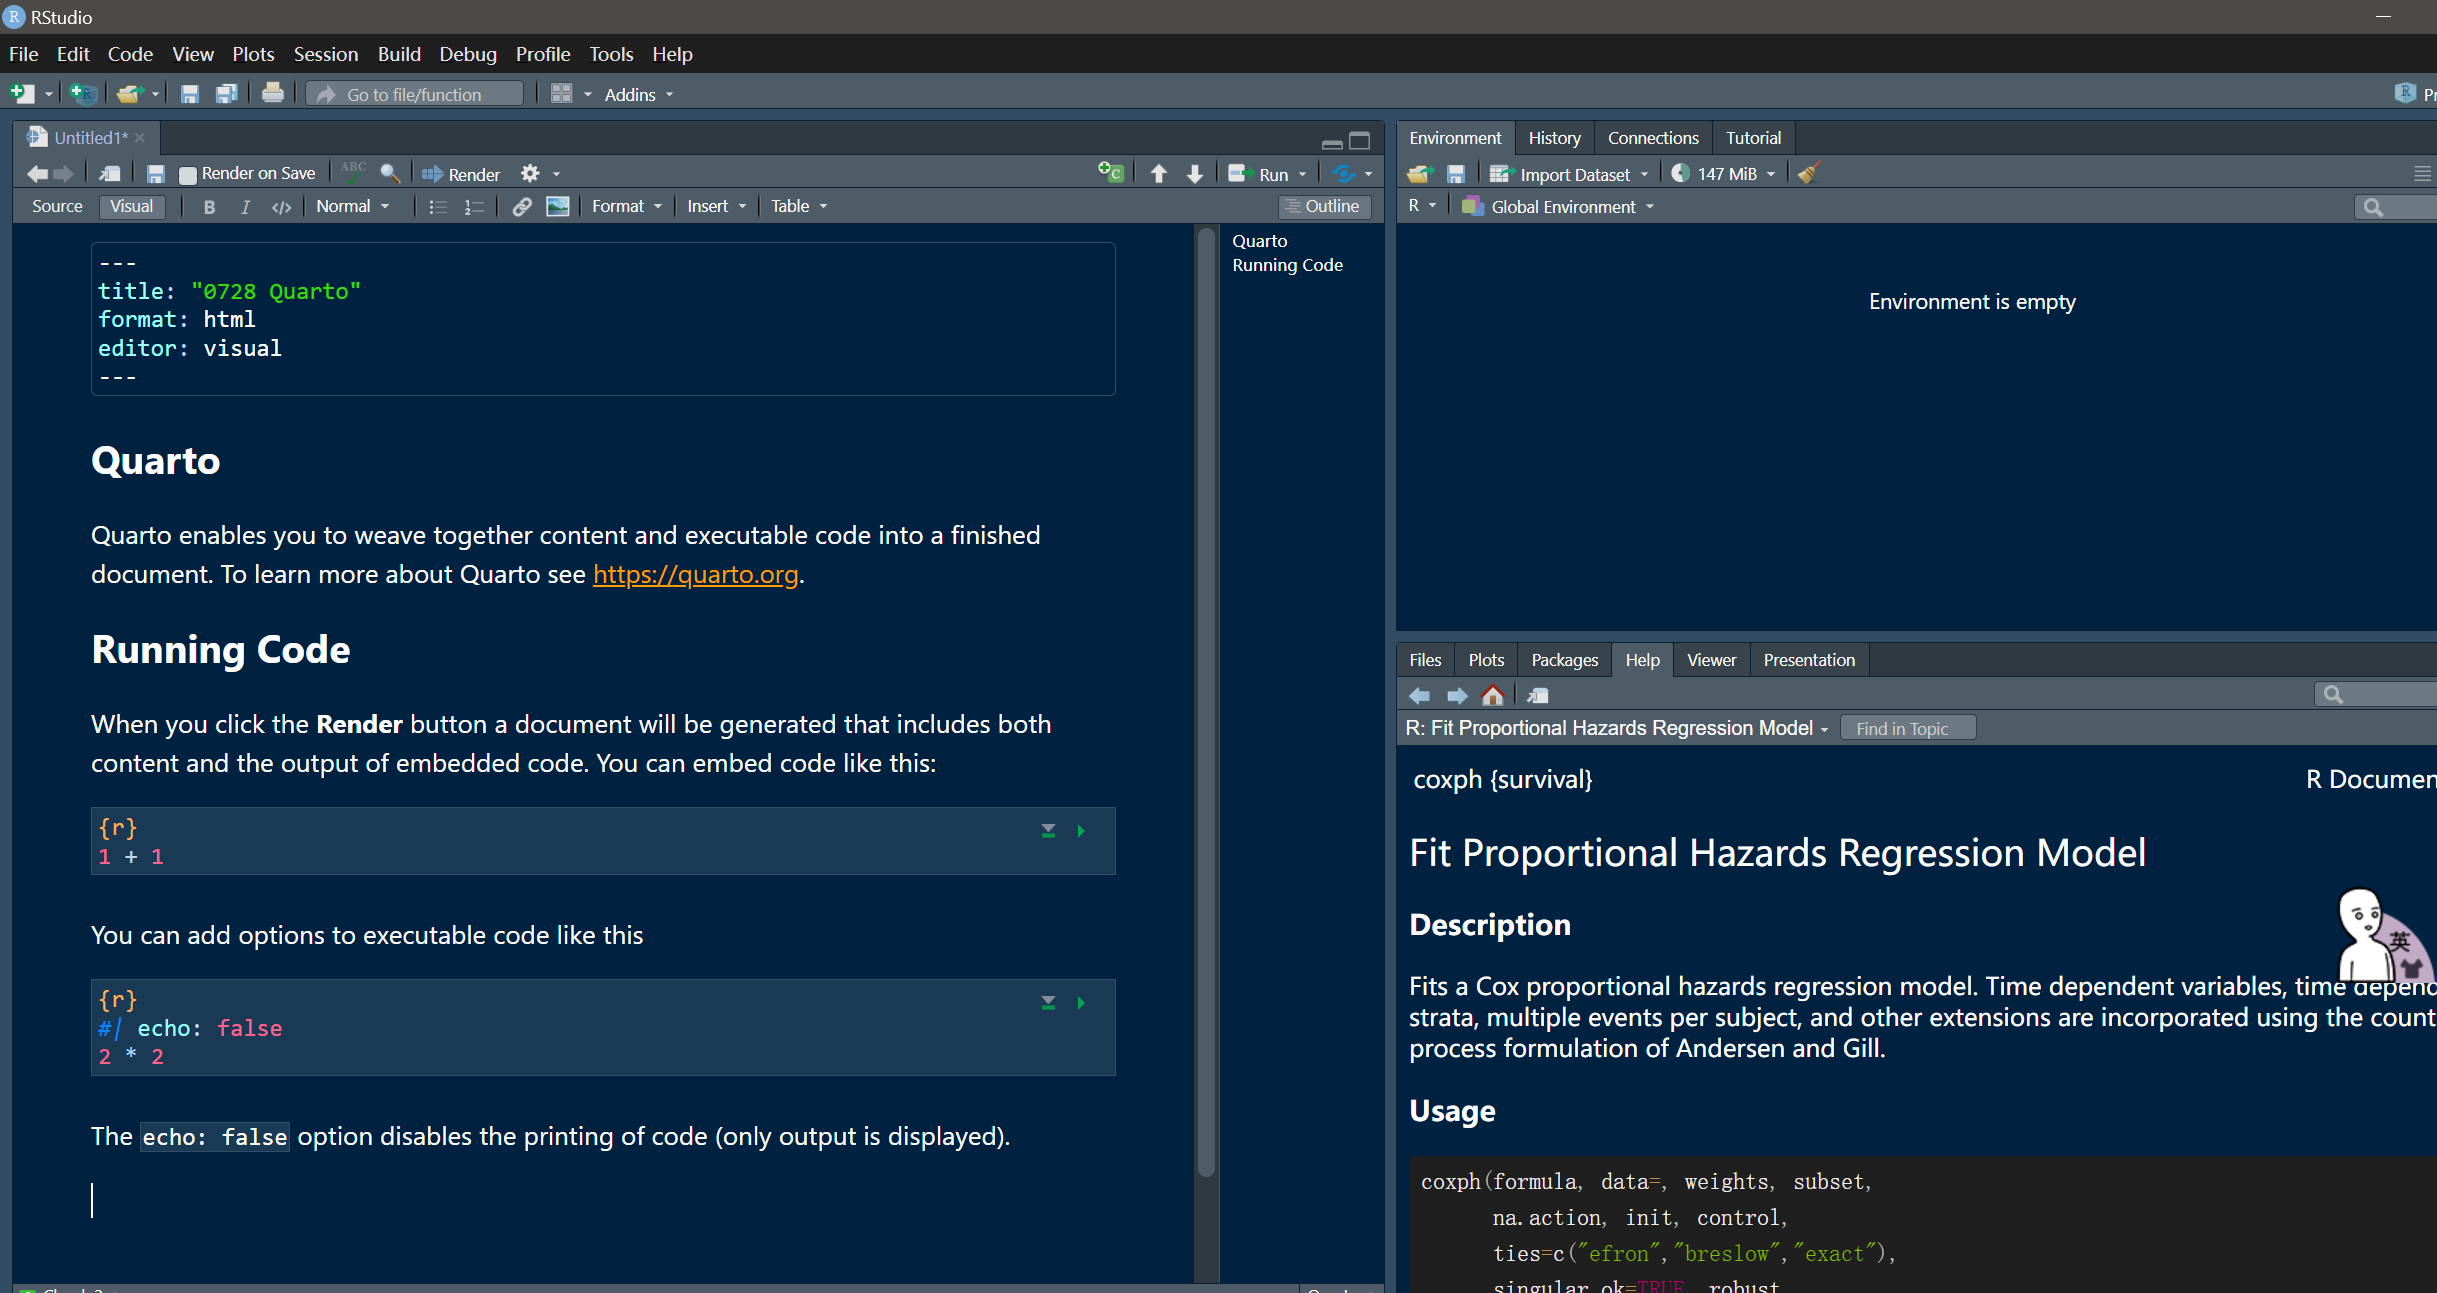 RStudio
File Edit Code View Plots Session Build Debug Profile Tools Help
Go to file/function Addins
Untitled1*
Render on Save ABC Render Run
Source Visual B I </> Normal Format Insert Table Outline
---
title: "0728 Quarto"
format: html
editor: visual
---
Quarto
Quarto enables you to weave together content and executable code into a finished
document. To learn more about Quarto see https://quarto.org.
Running Code
When you click the Render button a document will be generated that includes both
content and the output of embedded code. You can embed code like this:
{r}
1 + 1
You can add options to executable code like this
{r}
#| echo: false
2 * 2
The echo: false option disables the printing of code (only output is displayed).
Quarto
Running Code
Environment History Connections Tutorial
Import Dataset 147 MiB
R Global Environment
Environment is empty
Files Plots Packages Help Viewer Presentation
R: Fit Proportional Hazards Regression Model Find in Topic
coxph {survival} R Documen
Fit Proportional Hazards Regression Model
Description
Fits a Cox proportional hazards regression model. Time dependent variables, time depend
strata, multiple events per subject, and other extensions are incorporated using the count
process formulation of Andersen and Gill.
英
Usage
coxph(formula, data=, weights, subset,
na.action, init, control,
ties=c("efron","breslow","exact"),
singular.ok=TRUE, robust